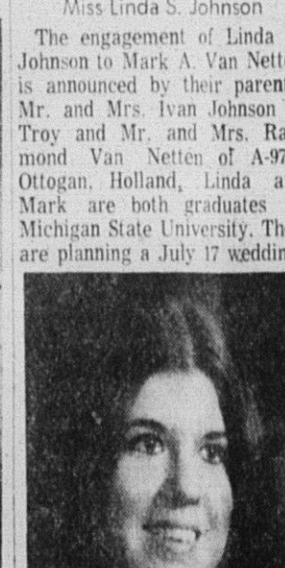 Miss Linda S. Johnson
The engagement of Linda
Johnson to Mark A. Van Nett
is announced by their parent
Mr. and Mrs. Ivan Johnson
Troy and Mr. and Mrs. Ra
mond Van Netten of A-97
Ottogan, Holland, Linda a
Mark are both graduates
Michigan State University. Th
are planning a July 17 weddin